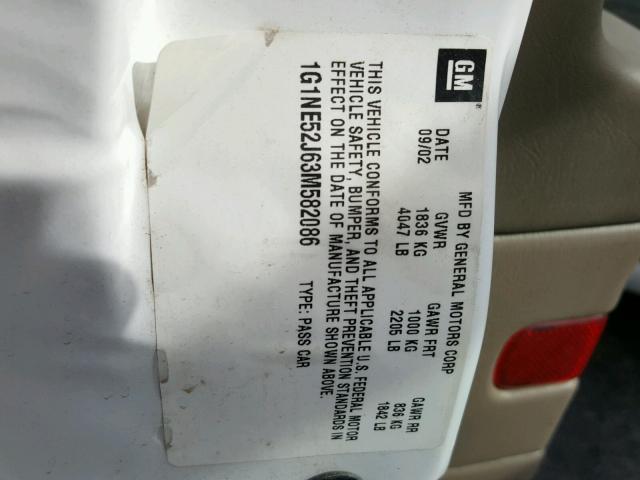 GM
MFD BY GENERAL MOTORS CORP
DATE GVWR GAWR FRT GAWR RR
09/02 1836 KG 1000 KG 836 KG
4047 LB 2205 LB 1842 LB
THIS VEHICLE CONFORMS TO ALL APPLICABLE U.S. FEDERAL MOTOR
VEHICLE SAFETY, BUMPER, AND THEFT PREVENTION STANDARDS IN
EFFECT ON THE DATE OF MANUFACTURE SHOWN ABOVE.
1G1NE52J63M582086 TYPE: PASS CAR